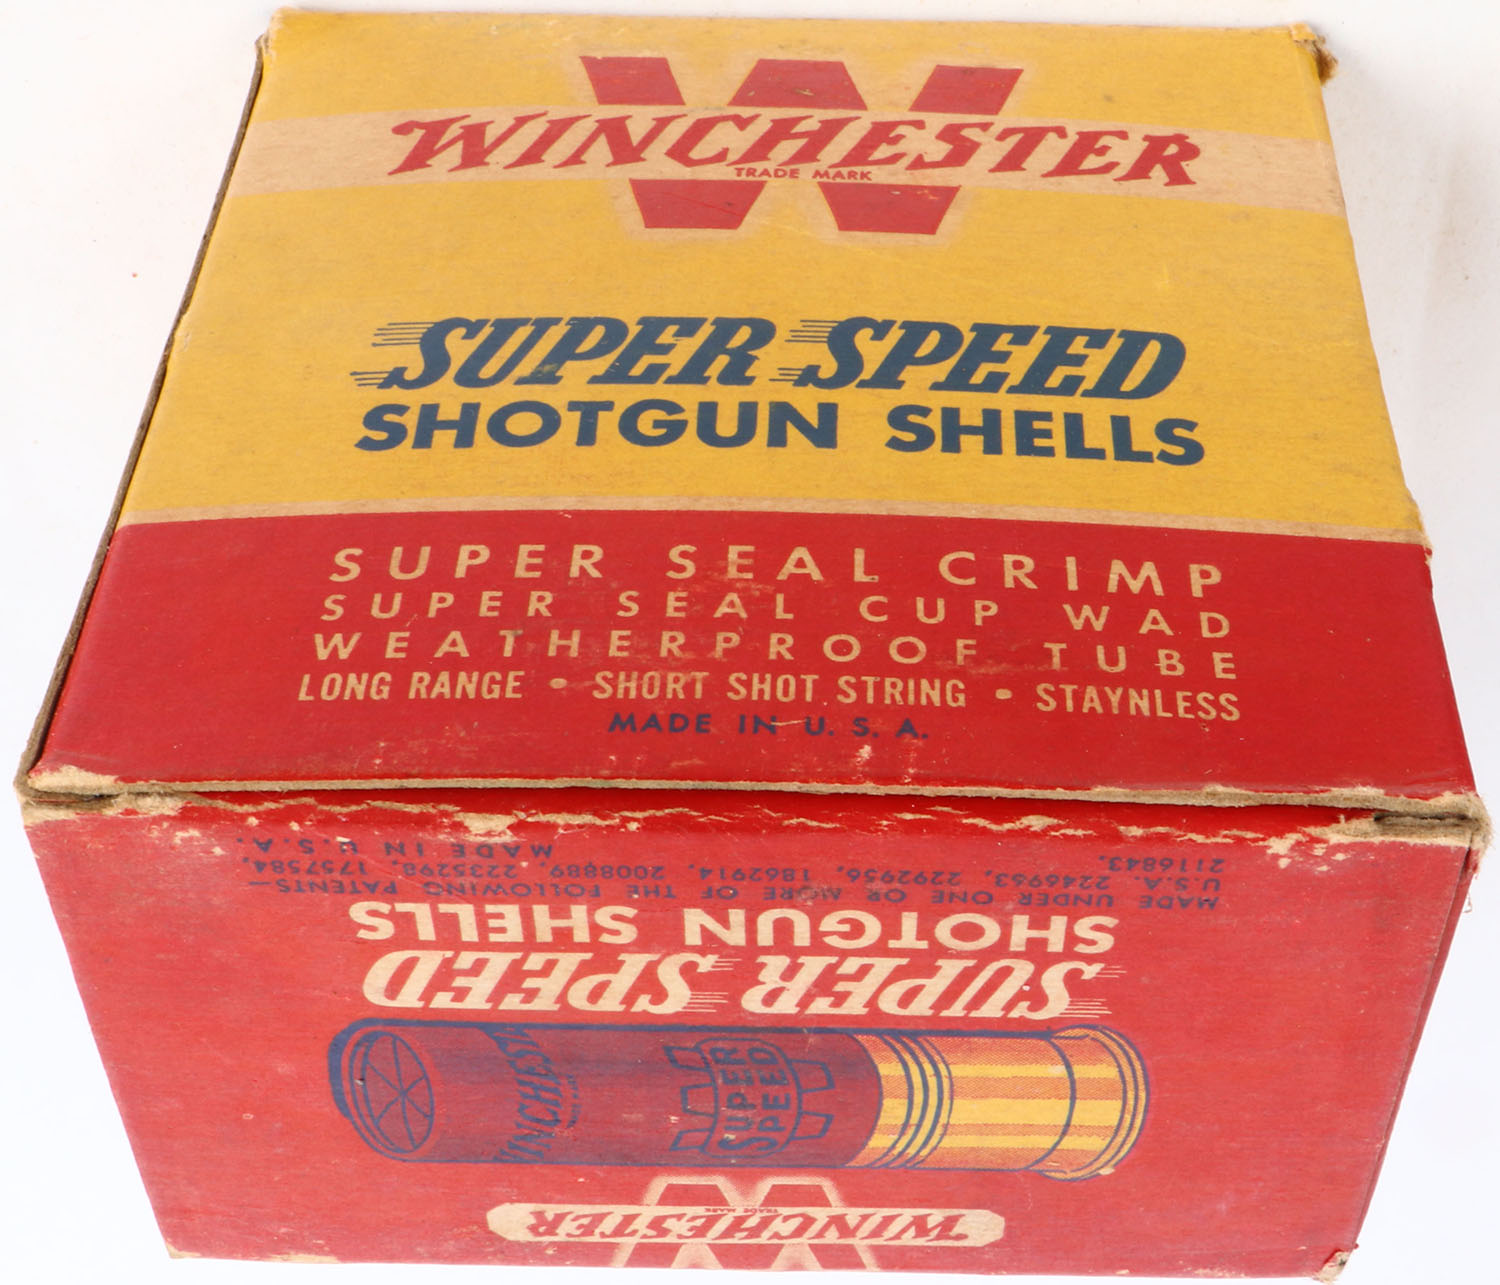 WINCHESTER
TRADE MARK
SUPER SPEED
SHOTGUN SHELLS
SUPER SEAL CRIMP
SUPER SEAL CUP WAD
WEATHERPROOF TUBE
LONG RANGE • SHORT SHOT STRING • STAYNLESS
MADE IN U. S. A.
WINCHESTER
TRADE MARK
WINCHESTER
SUPER
SPEED
SUPER SPEED
SHOTGUN SHELLS
MADE UNDER ONE OR MORE OF THE FOLLOWING PATENTS—
U.S.A. 2246963, 2292956, 1862914, 2008889, 2235298, 1757584,
2116843.
MADE IN U.S.A.